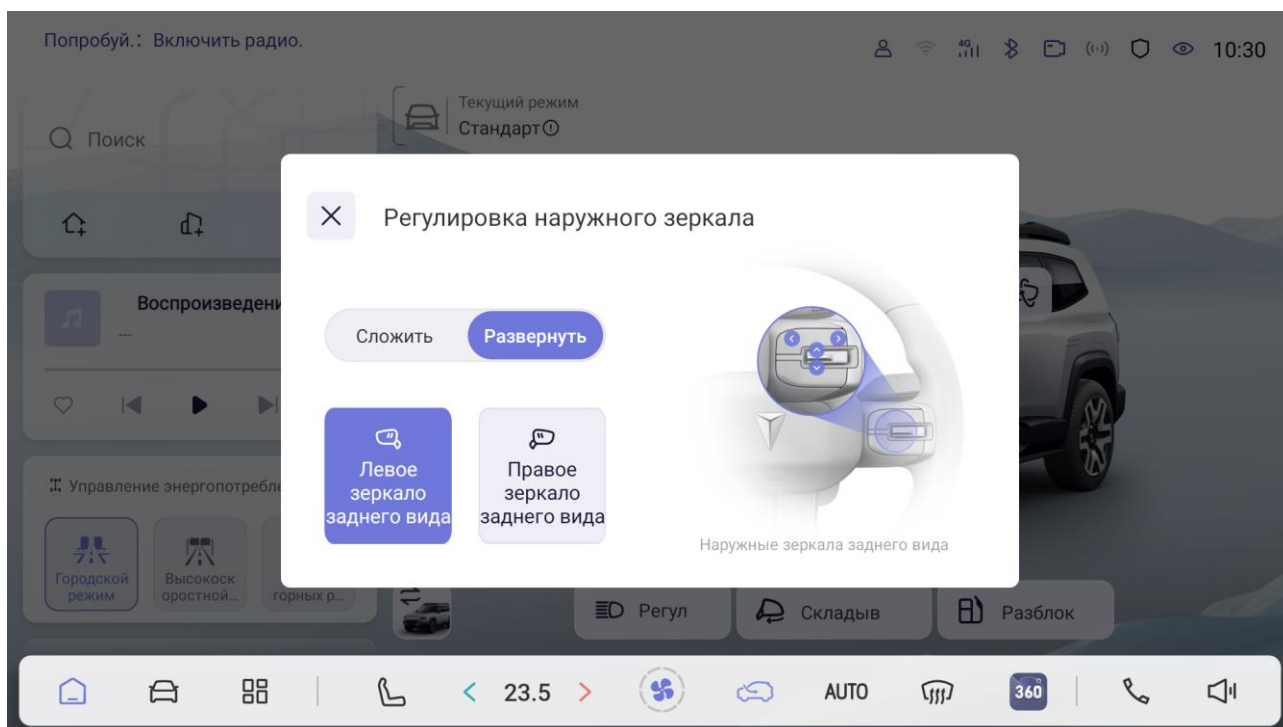 Попробуй.: Включить радио.
4G
10:30
Поиск
Текущий режим
Стандарт
Регулировка наружного зеркала
Воспроизведени
---
Сложить
Развернуть
Левое
зеркало
заднего вида
Правое
зеркало
заднего вида
Наружные зеркала заднего вида
Управление энергопотребле
Городской
режим
Высокоск
оростной...
горных р...
Регул
Складыв
Разблок
23.5
AUTO
360